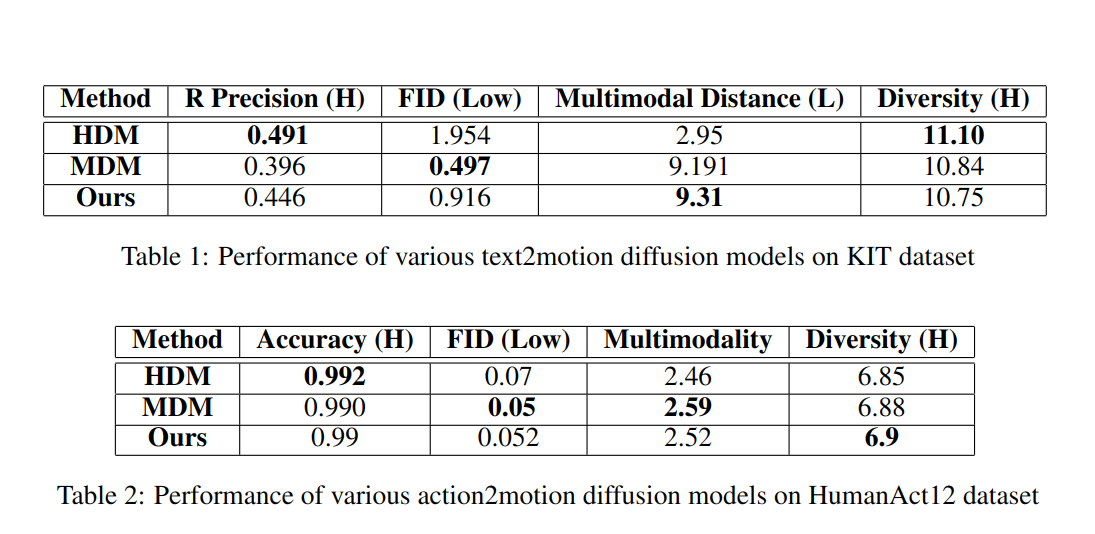 Method R Precision (H) FID (Low) Multimodal Distance (L) Diversity (H)
HDM 0.491 1.954 2.95 11.10
MDM 0.396 0.497 9.191 10.84
Ours 0.446 0.916 9.31 10.75
Table 1: Performance of various text2motion diffusion models on KIT dataset
Method Accuracy (H) FID (Low) Multimodality Diversity (H)
HDM 0.992 0.07 2.46 6.85
MDM 0.990 0.05 2.59 6.88
Ours 0.99 0.052 2.52 6.9
Table 2: Performance of various action2motion diffusion models on HumanAct12 dataset